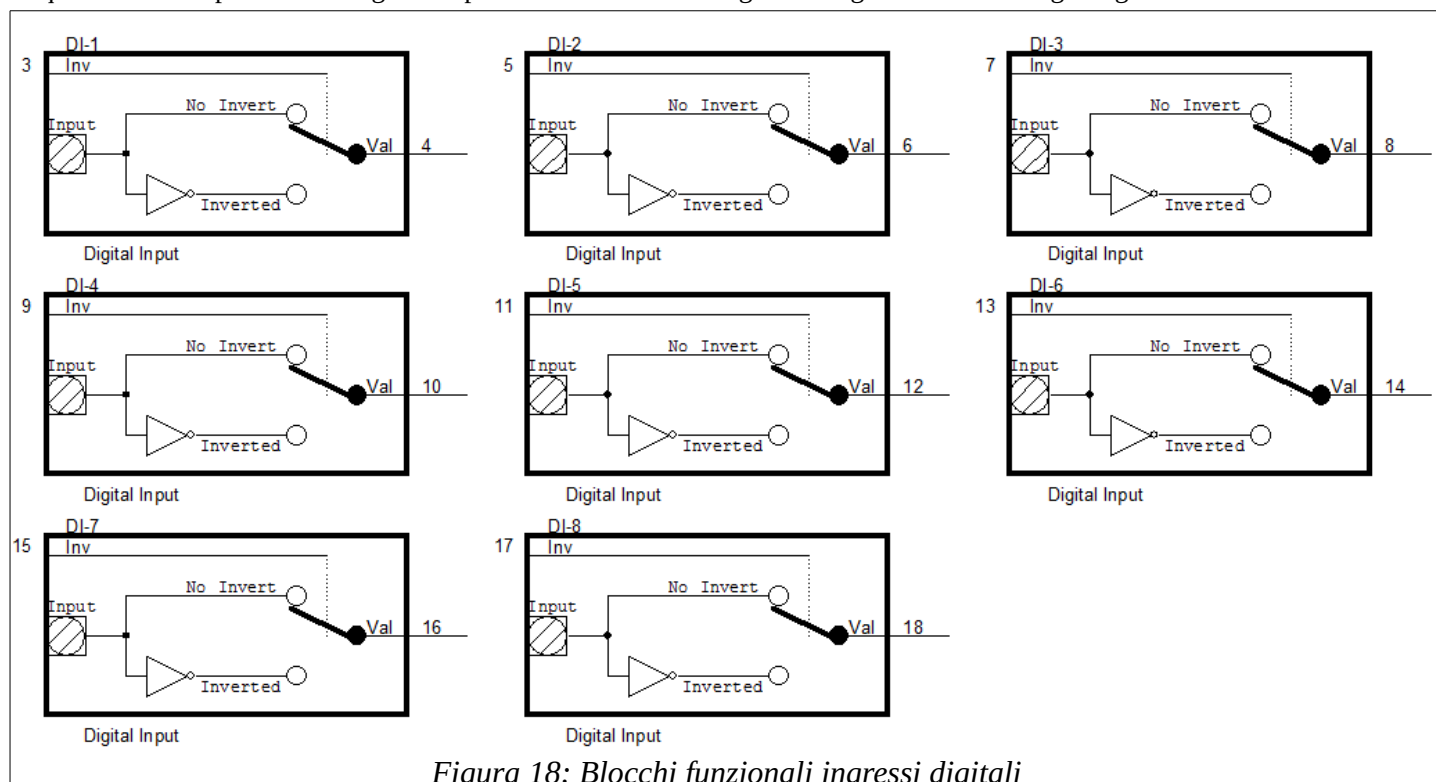 DI-1 DI-2 DI-3
3 Inv 5 Inv 7 Inv
No Invert No Invert No Invert
Input Val 4 Input Val 6 Input Val 8
Inverted Inverted Inverted
Digital Input Digital Input Digital Input
DI-4 DI-5 DI-6
9 Inv 11 Inv 13 Inv
No Invert No Invert No Invert
Input Val 10 Input Val 12 Input Val 14
Inverted Inverted Inverted
Digital Input Digital Input Digital Input
DI-7 DI-8
15 Inv 17 Inv
No Invert No Invert
Input Val 16 Input Val 18
Inverted Inverted
Digital Input Digital Input
Figura 18: Blocchi funzionali ingressi digitali